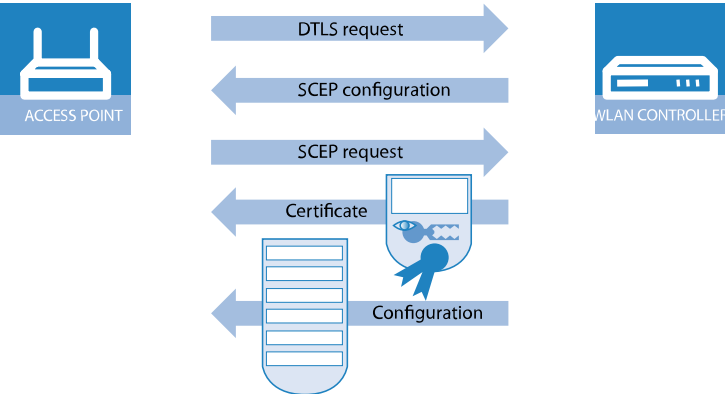 DTLS request
SCEP configuration
ACCESS POINT
WLAN CONTROLLER
SCEP request
Certificate
Configuration